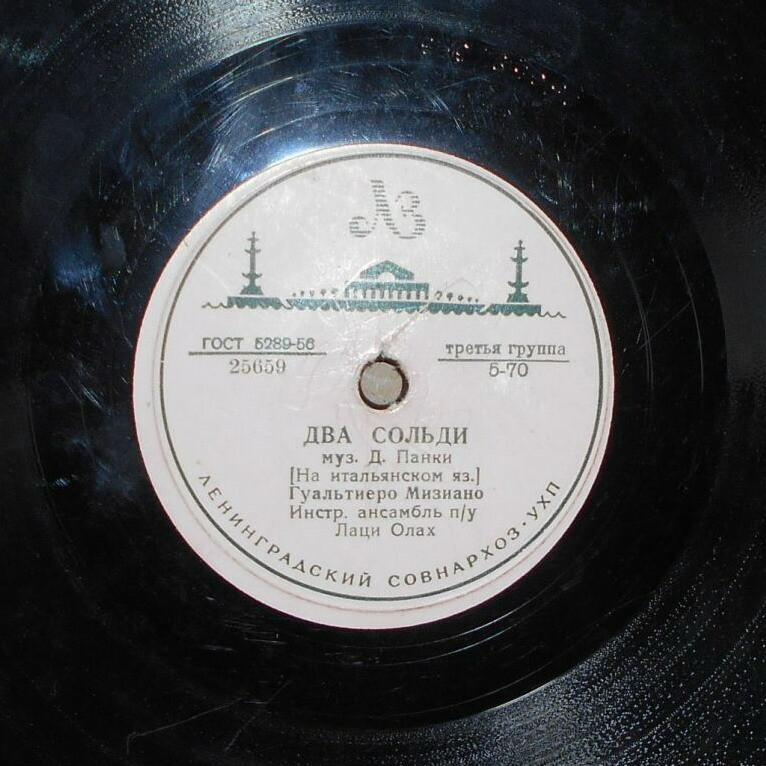 ЛЗ
ГОСТ 5289-56
25659
третья группа
5-70
ДВА СОЛЬДИ
муз. Д. Панки
[На итальянском яз.]
Гуальтиеро Мизиано
Инстр. ансамбль п/у
Лаци Олах
ЛЕНИНГРАДСКИЙ СОВНАРХОЗ·УХП